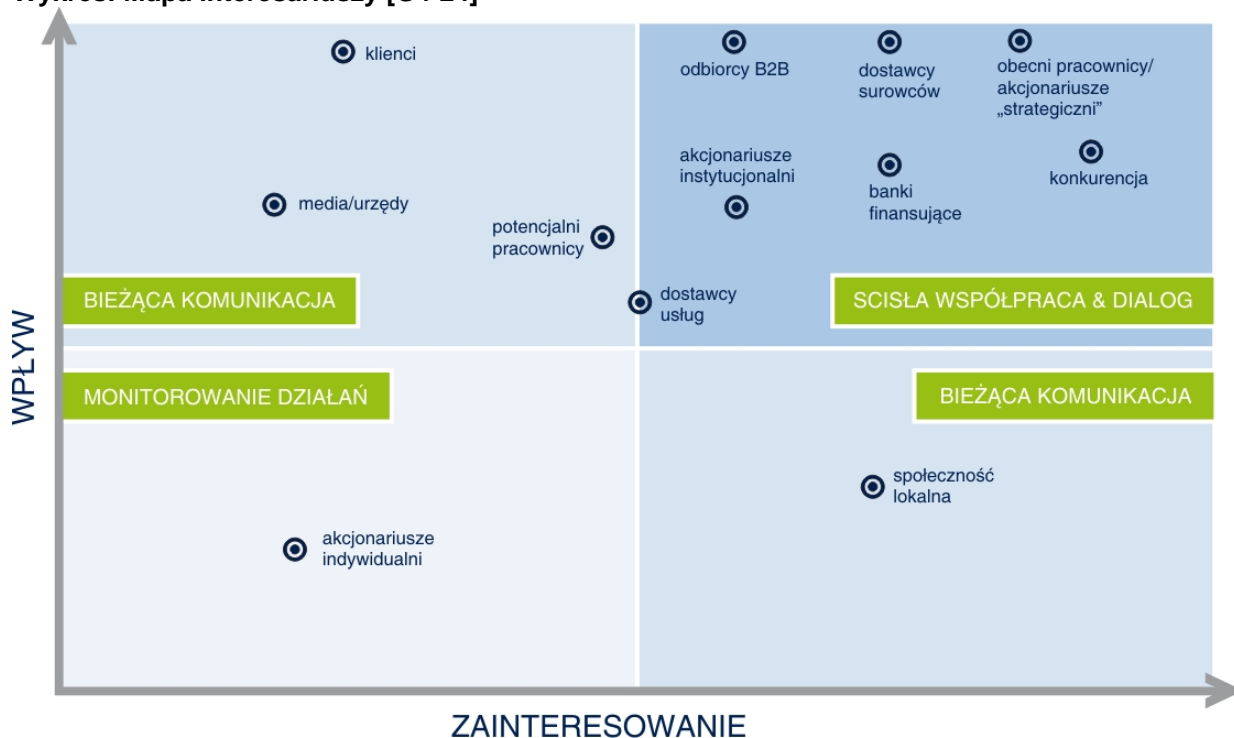 klienci
odbiorcy B2B
dostawcy
surowców
obecni pracownicy/
akcjonariusze
„strategiczni”
akcjonariusze
instytucjonalni
banki
finansujące
konkurencja
media/urzędy
potencjalni
pracownicy
dostawcy
usług
BIEŻĄCA KOMUNIKACJA
SCISŁA WSPÓŁPRACA & DIALOG
WPŁYW
MONITOROWANIE DZIAŁAŃ
BIEŻĄCA KOMUNIKACJA
społeczność
lokalna
akcjonariusze
indywidualni
ZAINTERESOWANIE